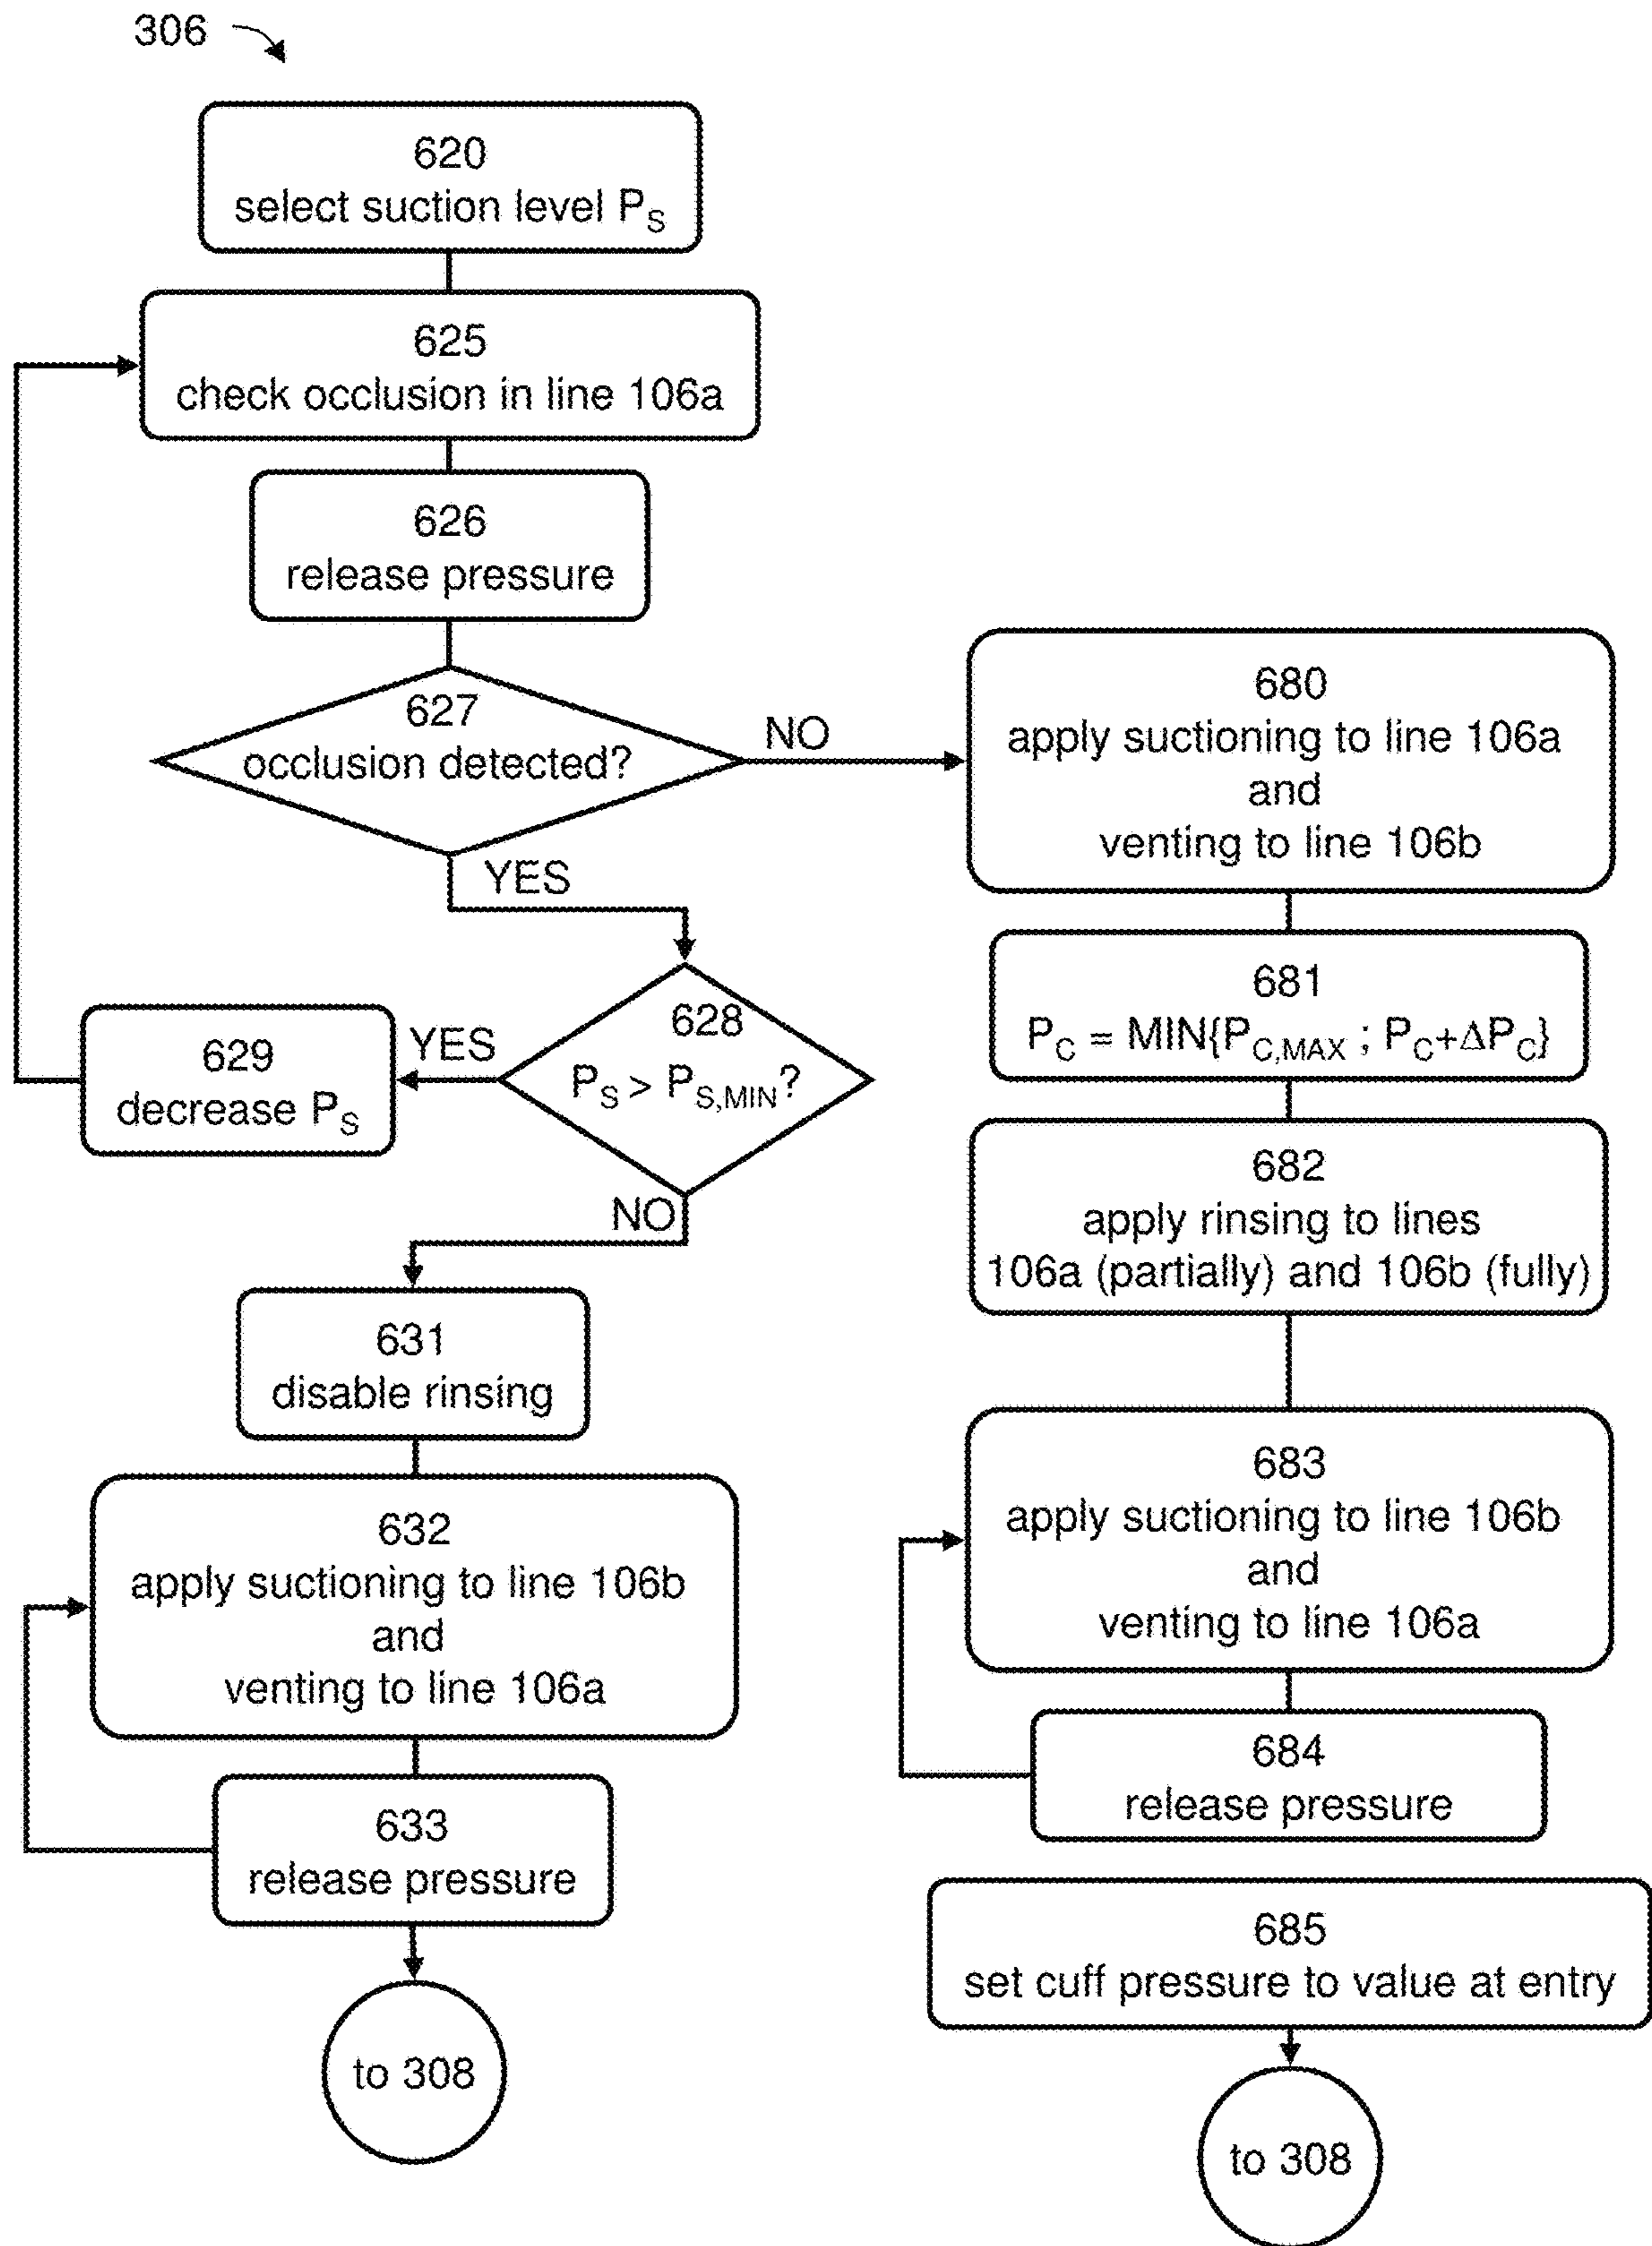 306
620
select suction level PS
625
check occlusion in line 106a
626
release pressure
627
occlusion detected?
NO
YES
628
PS > PS,MIN?
YES
629
decrease PS
NO
631
disable rinsing
632
apply suctioning to line 106b
and
venting to line 106a
633
release pressure
to 308
680
apply suctioning to line 106a
and
venting to line 106b
681
PC = MIN{PC,MAX ; PC+ΔPC}
682
apply rinsing to lines
106a (partially) and 106b (fully)
683
apply suctioning to line 106b
and
venting to line 106a
684
release pressure
685
set cuff pressure to value at entry
to 308